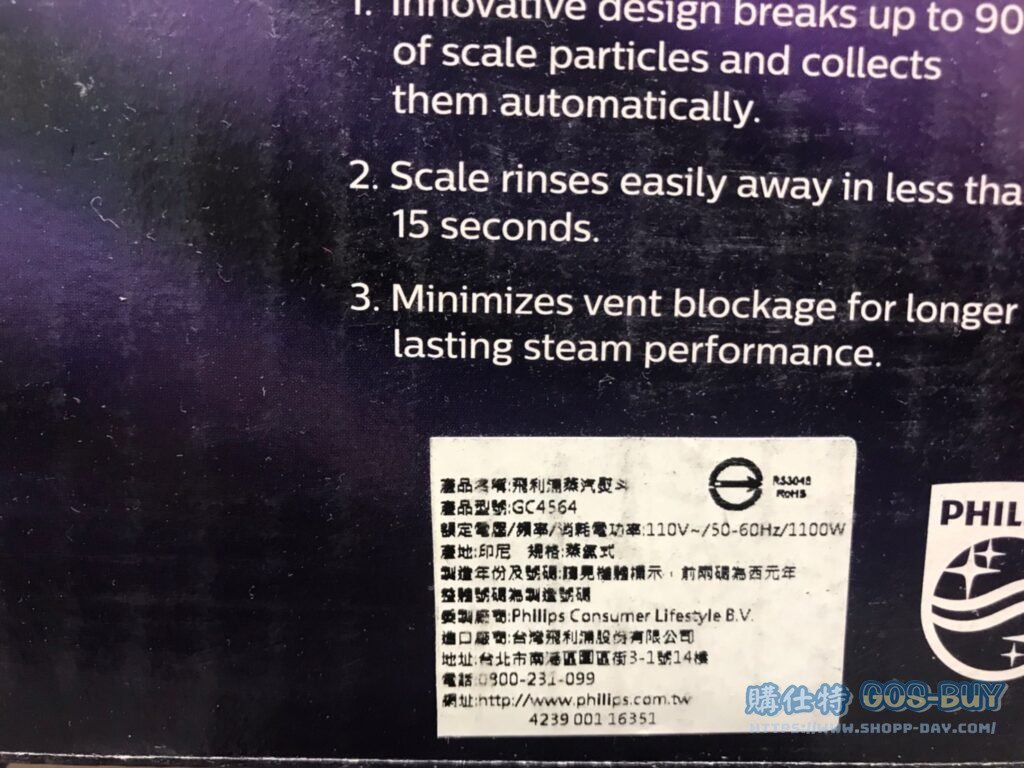 1. Innovative design breaks up to 90
of scale particles and collects
them automatically.
2. Scale rinses easily away in less tha
15 seconds.
3. Minimizes vent blockage for longer
lasting steam performance.
產品名稱:飛利浦蒸汽熨斗
產品型號:GC4564
額定電壓/頻率/消耗電功率:110V~/50-60Hz/1100W
產地:印尼 規格:蒸氣式
製造年份及號碼:請見機體標示，前兩碼為西元年
整體號碼為製造號碼
委製廠商:Philips Consumer Lifestyle B.V.
進口廠商:台灣飛利浦股份有限公司
地址:台北市南港區園區街3-1號14樓
電話:0800-231-099
網址:http://www.philips.com.tw
4239 001 16351
R33048
RoHS
PHIL
購仕特 GOS-BUY
HTTPS://WWW.SHOPP-DAY.COM/